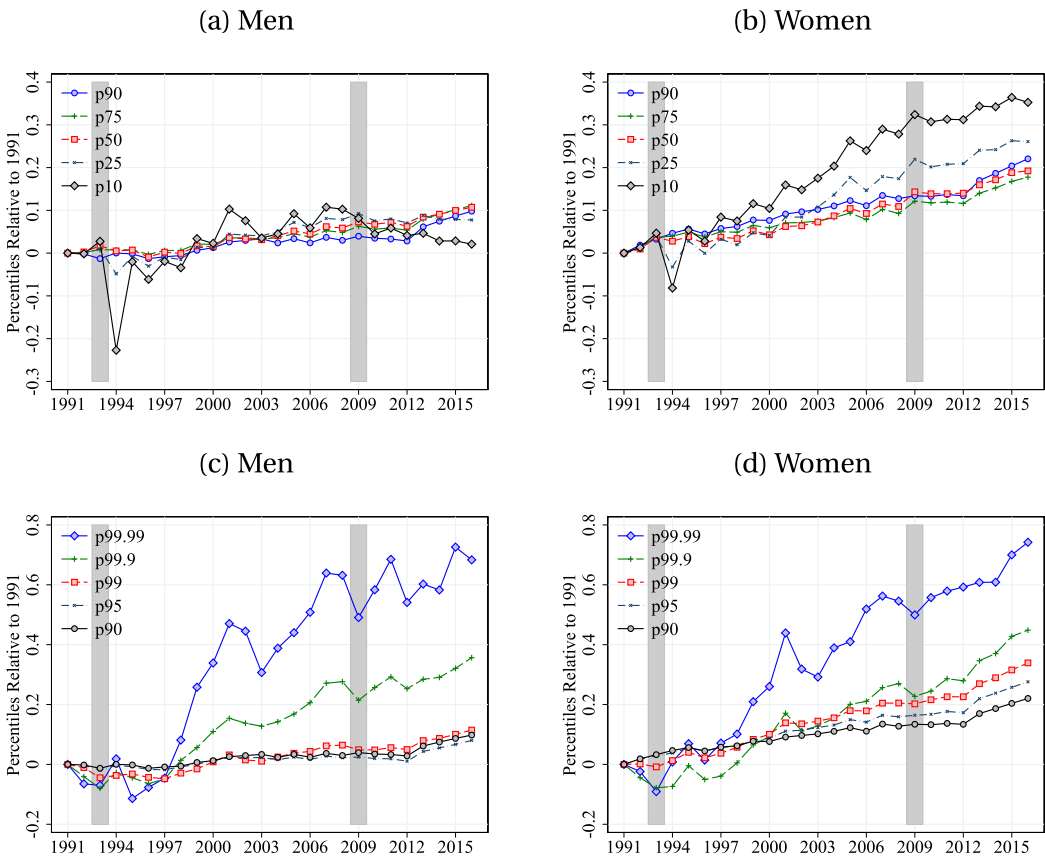 (a) Men
Percentiles Relative to 1991
0.4
0.3
0.2
0.1
0
-0.1
-0.2
-0.3
p90
p75
p50
p25
p10
1991 1994 1997 2000 2003 2006 2009 2012 2015
(b) Women
Percentiles Relative to 1991
0.4
0.3
0.2
0.1
0
-0.1
-0.2
-0.3
p90
p75
p50
p25
p10
1991 1994 1997 2000 2003 2006 2009 2012 2015
(c) Men
Percentiles Relative to 1991
0.8
0.6
0.4
0.2
0
-0.2
p99.99
p99.9
p99
p95
p90
1991 1994 1997 2000 2003 2006 2009 2012 2015
(d) Women
Percentiles Relative to 1991
0.8
0.6
0.4
0.2
0
-0.2
p99.99
p99.9
p99
p95
p90
1991 1994 1997 2000 2003 2006 2009 2012 2015